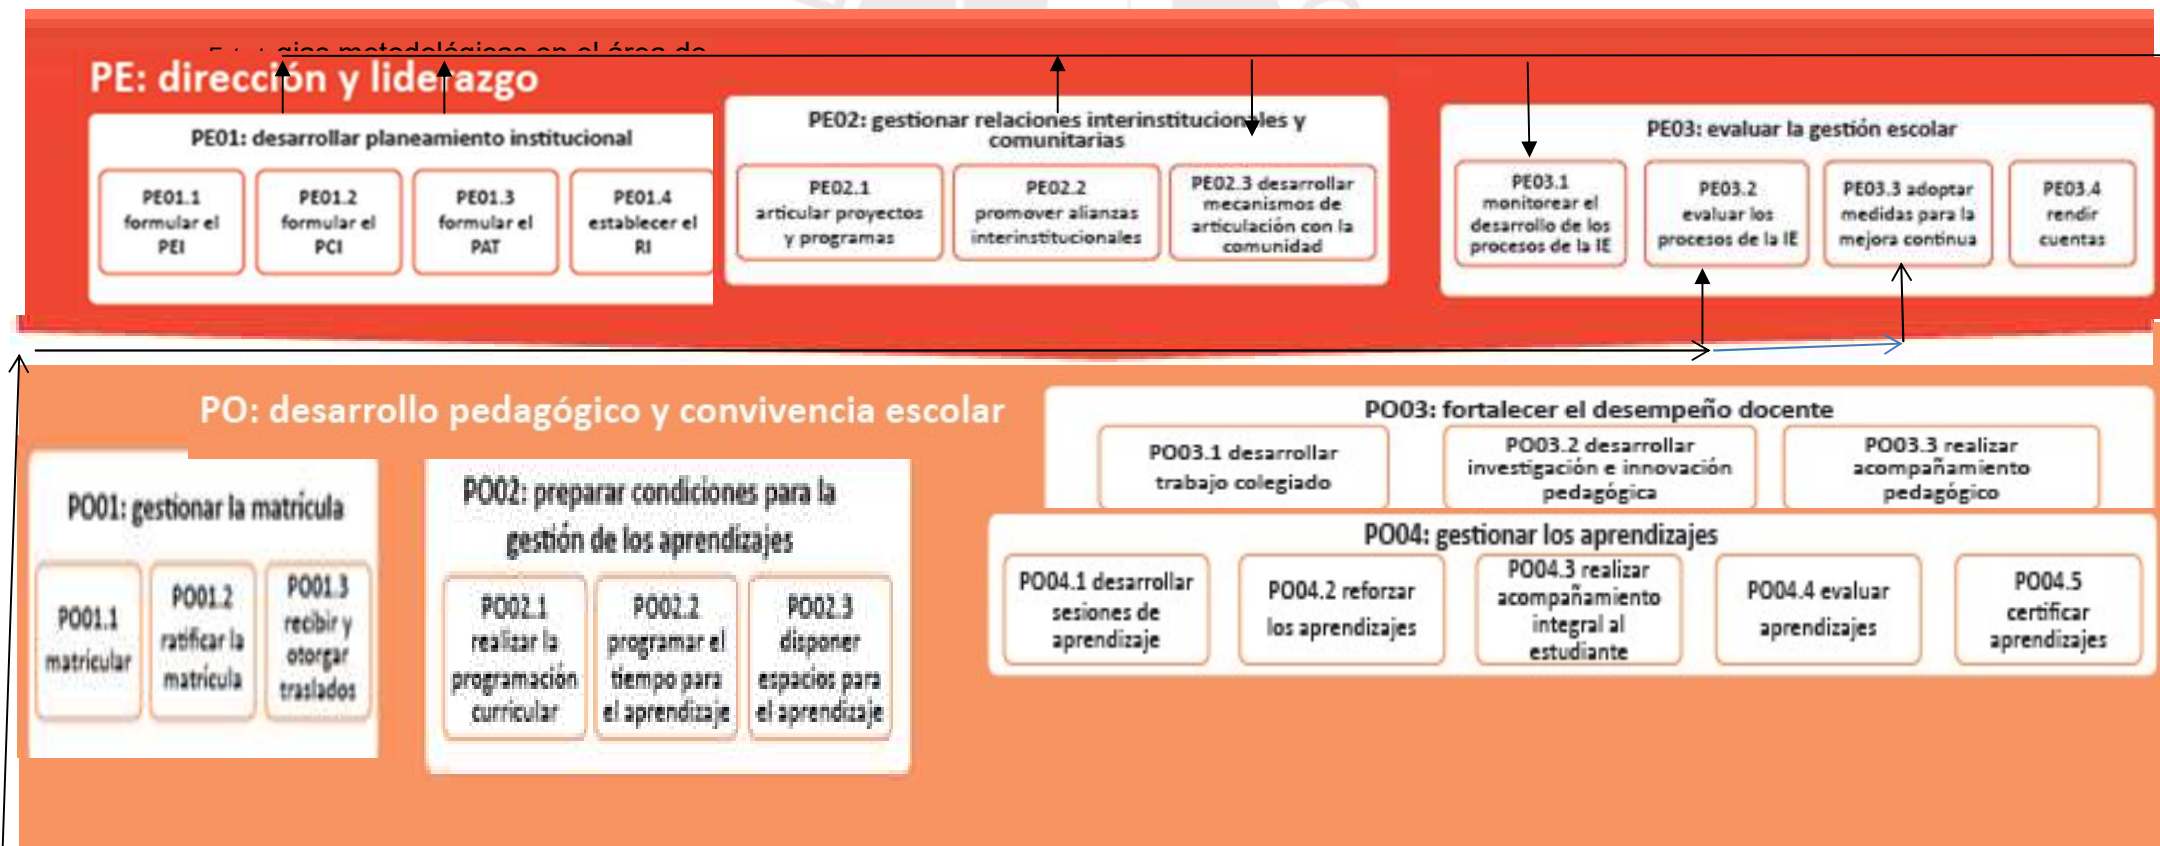 gias metodológicas en el área de
PE: dirección y liderazgo
PE01: desarrollar planeamiento institucional
PE01.1
formular el
PEI
PE01.2
formular el
PCI
PE01.3
formular el
PAT
PE01.4
establecer el
RI
PE02: gestionar relaciones interinstitucionales y
comunitarias
PE02.1
articular proyectos
y programas
PE02.2
promover alianzas
interinstitucionales
PE02.3 desarrollar
mecanismos de
articulación con la
comunidad
PE03: evaluar la gestión escolar
PE03.1
monitorear el
desarrollo de los
procesos de la IE
PE03.2
evaluar los
procesos de la IE
PE03.3 adoptar
medidas para la
mejora continua
PE03.4
rendir
cuentas
PO: desarrollo pedagógico y convivencia escolar
PO01: gestionar la matrícula
PO01.1
matricular
PO01.2
ratificar la
matrícula
PO01.3
recibir y
otorgar
traslados
PO02: preparar condiciones para la
gestión de los aprendizajes
PO02.1
realizar la
programación
curricular
PO02.2
programar el
tiempo para
el aprendizaje
PO02.3
disponer
espacios para
el aprendizaje
PO03: fortalecer el desempeño docente
PO03.1 desarrollar
trabajo colegiado
PO03.2 desarrollar
investigación e innovación
pedagógica
PO03.3 realizar
acompañamiento
pedagógico
PO04: gestionar los aprendizajes
PO04.1 desarrollar
sesiones de
aprendizaje
PO04.2 reforzar
los aprendizajes
PO04.3 realizar
acompañamiento
integral al
estudiante
PO04.4 evaluar
aprendizajes
PO04.5
certificar
aprendizajes